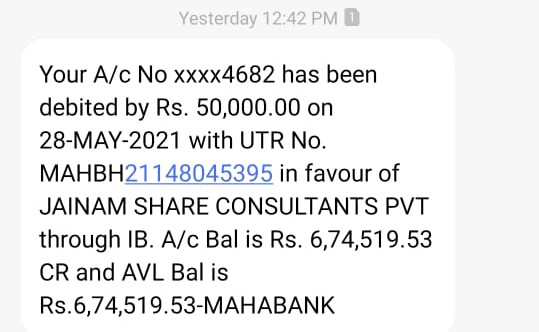 Yesterday 12:42 PM 1
Your A/c No xxxx4682 has been
debited by Rs. 50,000.00 on
28-MAY-2021 with UTR No.
MAHBH21148045395 in favour of
JAINAM SHARE CONSULTANTS PVT
through IB. A/c Bal is Rs. 6,74,519.53
CR and AVL Bal is
Rs.6,74,519.53-MAHABANK